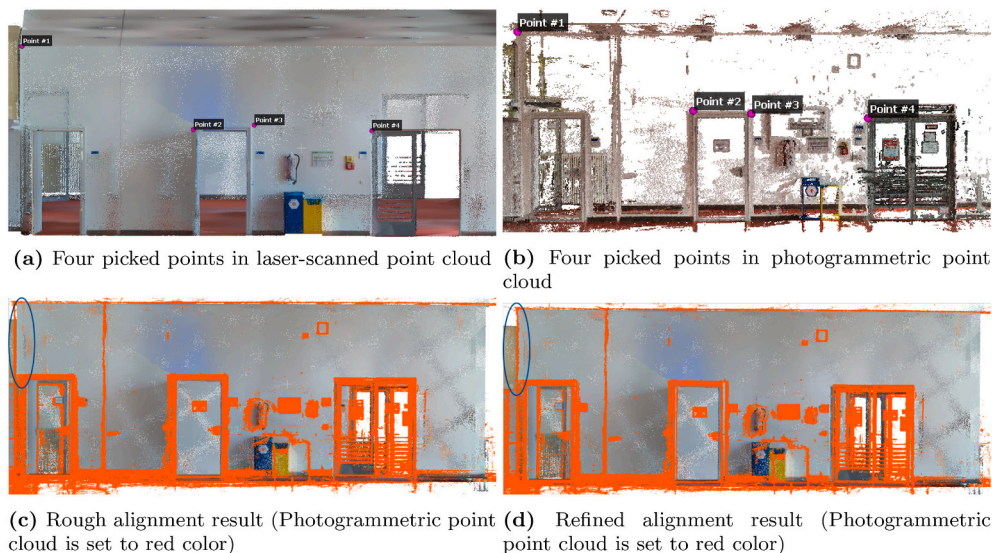 Point #1
Point #2
Point #3
Point #4
Point #1
Point #2
Point #3
Point #4
(a) Four picked points in laser-scanned point cloud
(b) Four picked points in photogrammetric point
cloud
(c) Rough alignment result (Photogrammetric point
cloud is set to red color)
(d) Refined alignment result (Photogrammetric
point cloud is set to red color)